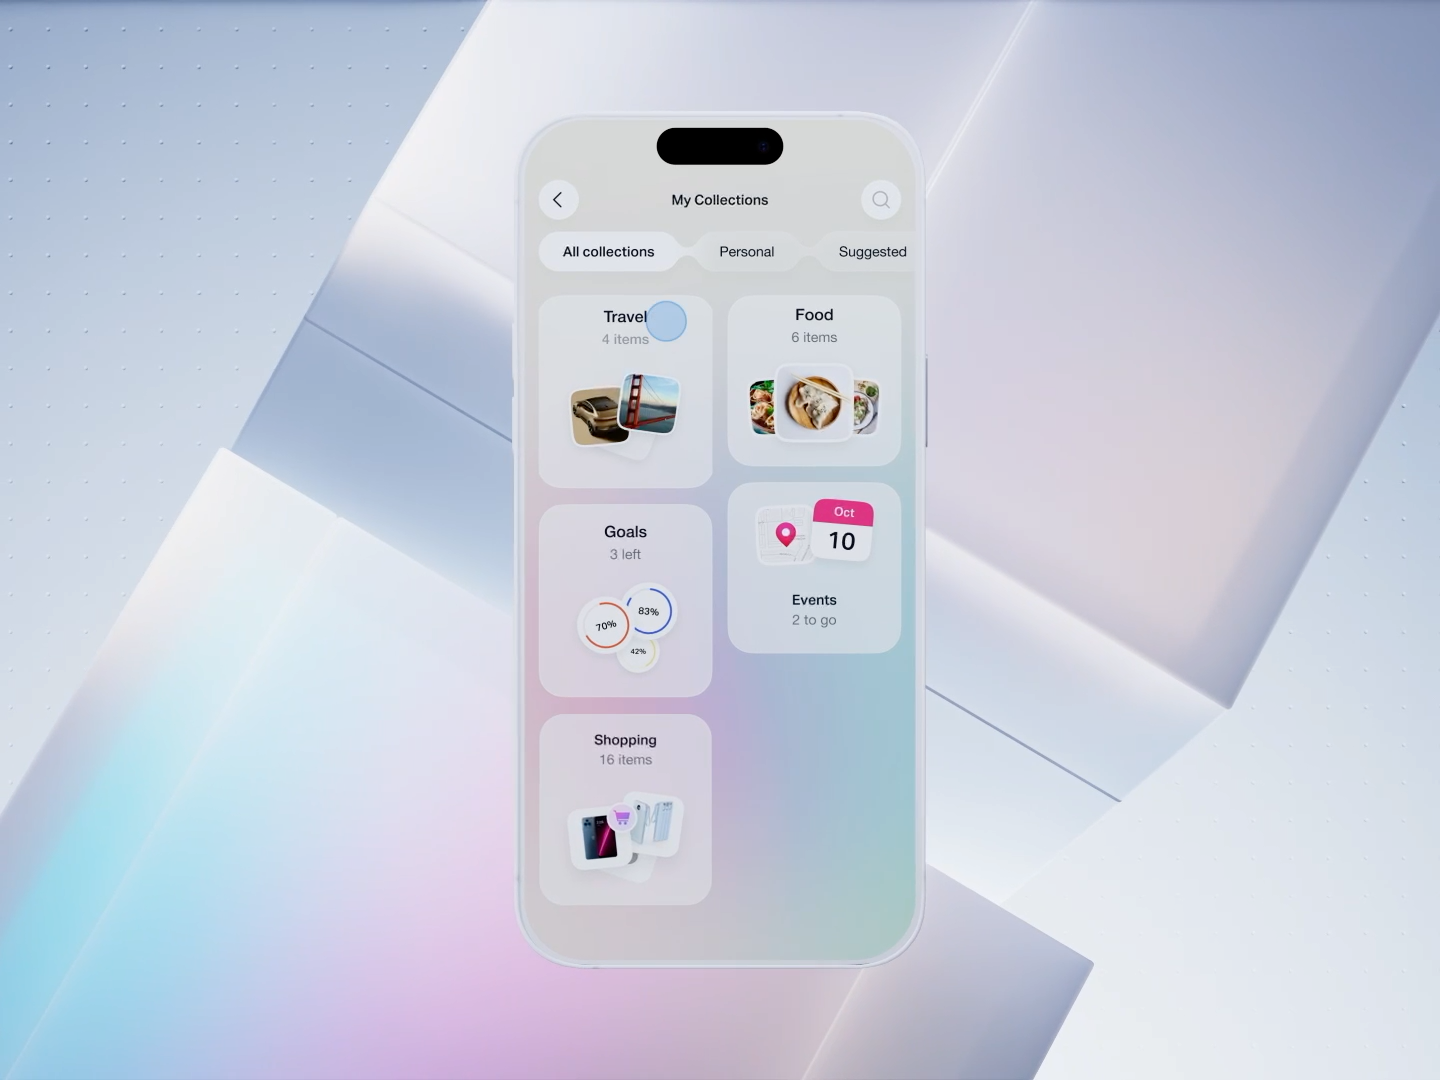 My Collections
All collections
Personal
Suggested
Travel
4 items
Food
6 items
Goals
3 left
83%
70%
42%
Oct
10
Events
2 to go
Shopping
16 items